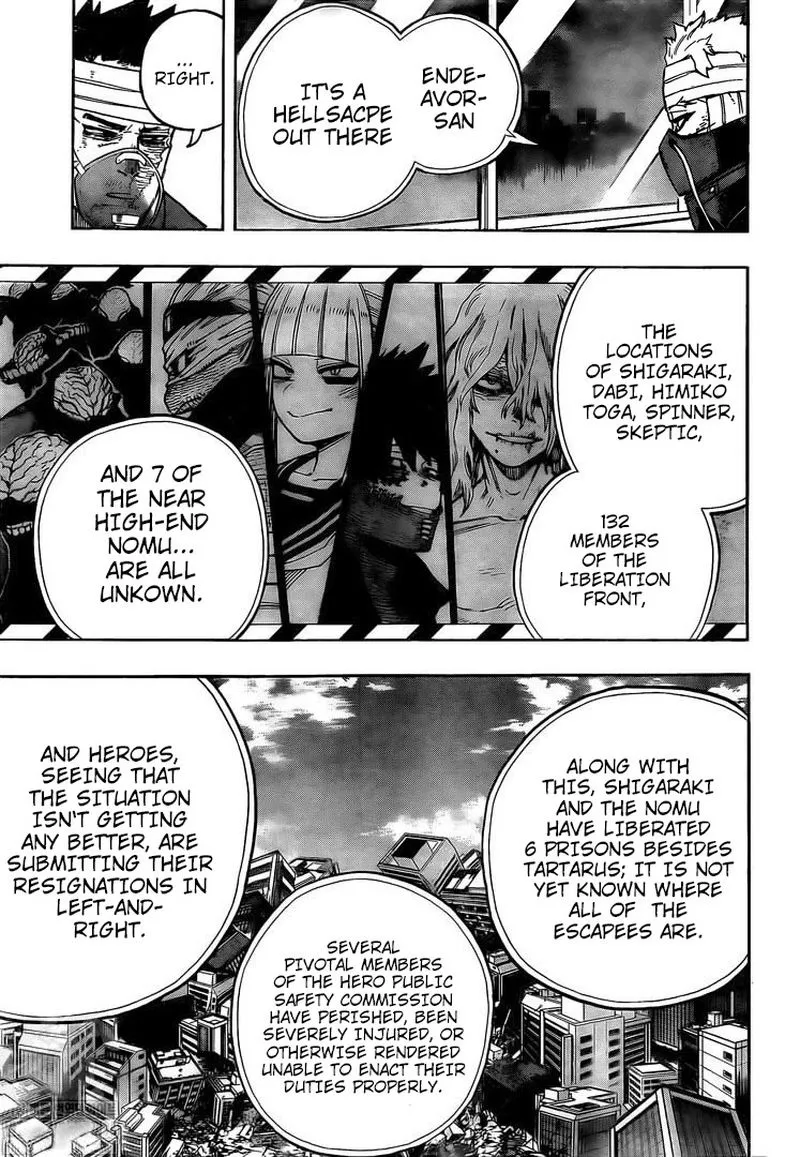 ENDE-
AVOR-
SAN
IT'S A
HELLSACPE
OUT THERE
...
RIGHT.
THE
LOCATIONS
OF SHIGARAKI,
DABI, HIMIKO
TOGA, SPINNER,
SKEPTIC,
132
MEMBERS
OF THE
LIBERATION
FRONT,
AND 7 OF
THE NEAR
HIGH-END
NOMU...
ARE ALL
UNKOWN.
ALONG WITH
THIS, SHIGARAKI
AND THE NOMU
HAVE LIBERATED
6 PRISONS BESIDES
TARTARUS; IT IS NOT
YET KNOWN WHERE
ALL OF THE
ESCAPEES ARE.
SEVERAL
PIVOTAL MEMBERS
OF THE HERO PUBLIC
SAFETY COMMISSION
HAVE PERISHED, BEEN
SEVERELY INJURED, OR
OTHERWISE RENDERED
UNABLE TO ENACT THEIR
DUTIES PROPERLY.
AND HEROES,
SEEING THAT
THE SITUATION
ISN'T GETTING
ANY BETTER, ARE
SUBMITTING THEIR
RESIGNATIONS IN
LEFT-AND-
RIGHT.